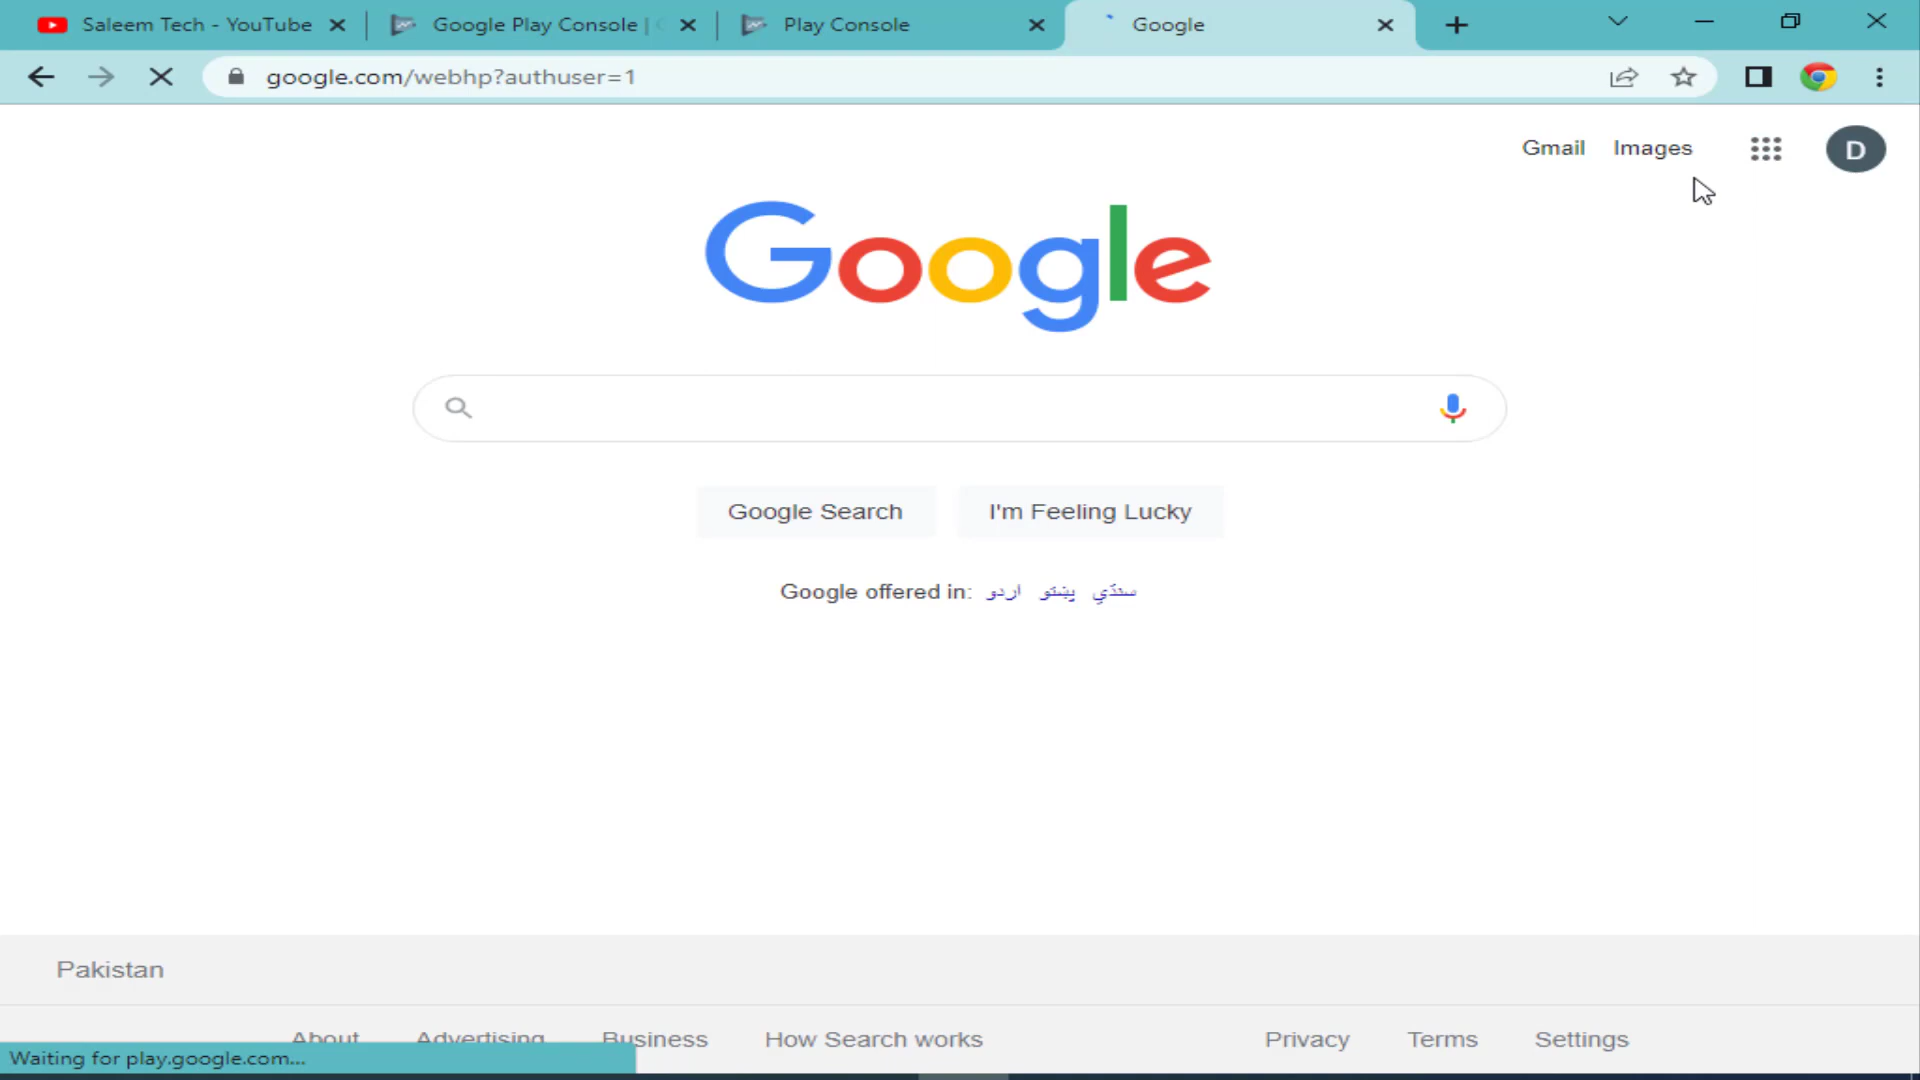 Saleem Tech - YouTube
Google Play Console |
Play Console
Google
google.com/webhp?authuser=1
Gmail
Images
D
Google
Google Search
I'm Feeling Lucky
Google offered in: اردو پښتو سنڌي
Pakistan
About
Advertising
Business
How Search works
Privacy
Terms
Settings
Waiting for play.google.com...